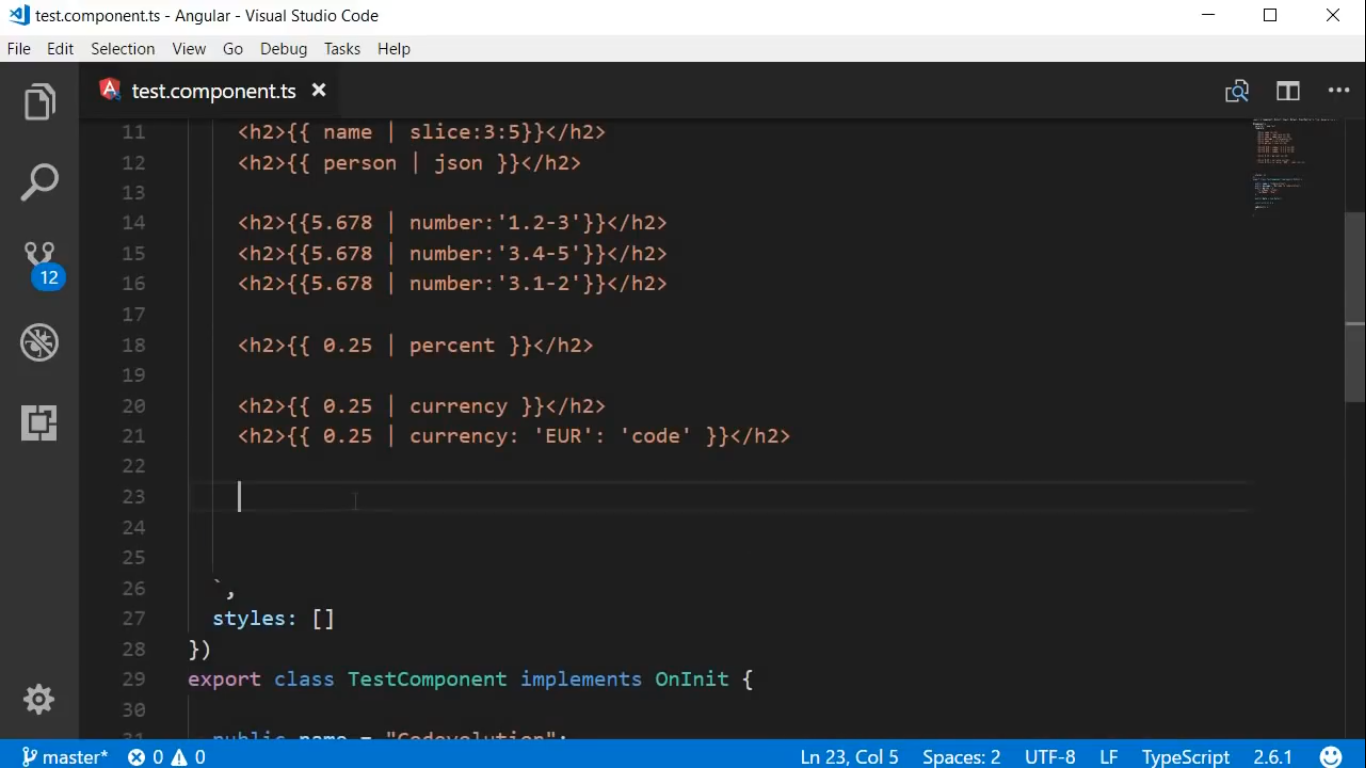 test.component.ts - Angular - Visual Studio Code
File Edit Selection View Go Debug Tasks Help
test.component.ts
11 <h2>{{ name | slice:3:5}}</h2>
12 <h2>{{ person | json }}</h2>
13
14 <h2>{{5.678 | number:'1.2-3'}}</h2>
15 <h2>{{5.678 | number:'3.4-5'}}</h2>
16 <h2>{{5.678 | number:'3.1-2'}}</h2>
17
18 <h2>{{ 0.25 | percent }}</h2>
19
20 <h2>{{ 0.25 | currency }}</h2>
21 <h2>{{ 0.25 | currency: 'EUR': 'code' }}</h2>
22
23
24
25
26 `,
27 styles: []
28 })
29 export class TestComponent implements OnInit {
30
31 public name = "Codevolution";
12
master* 0 0 Ln 23, Col 5 Spaces: 2 UTF-8 LF TypeScript 2.6.1